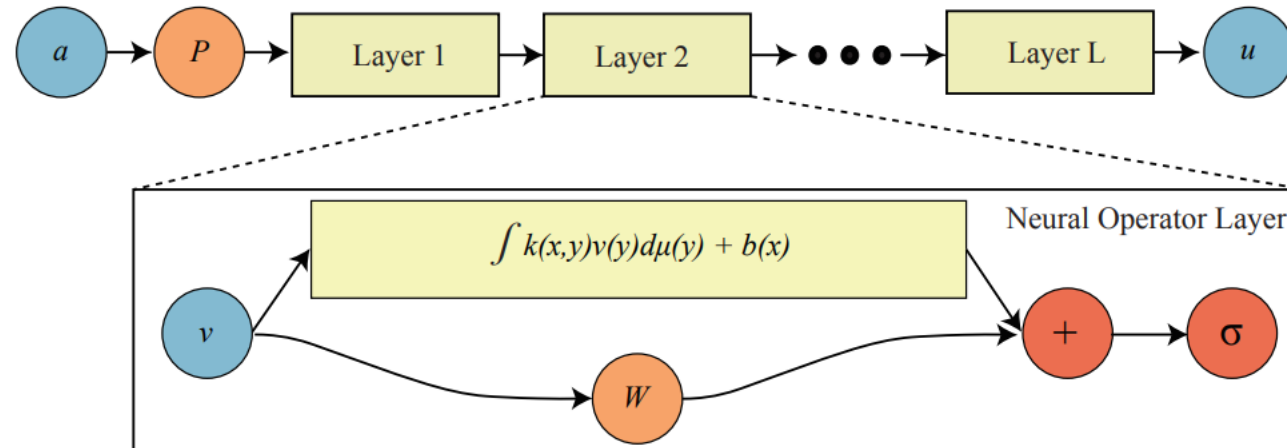 a P Layer 1 Layer 2 Layer L u
Neural Operator Layer
∫ k(x,y)v(y)dμ(y) + b(x)
v + σ
W